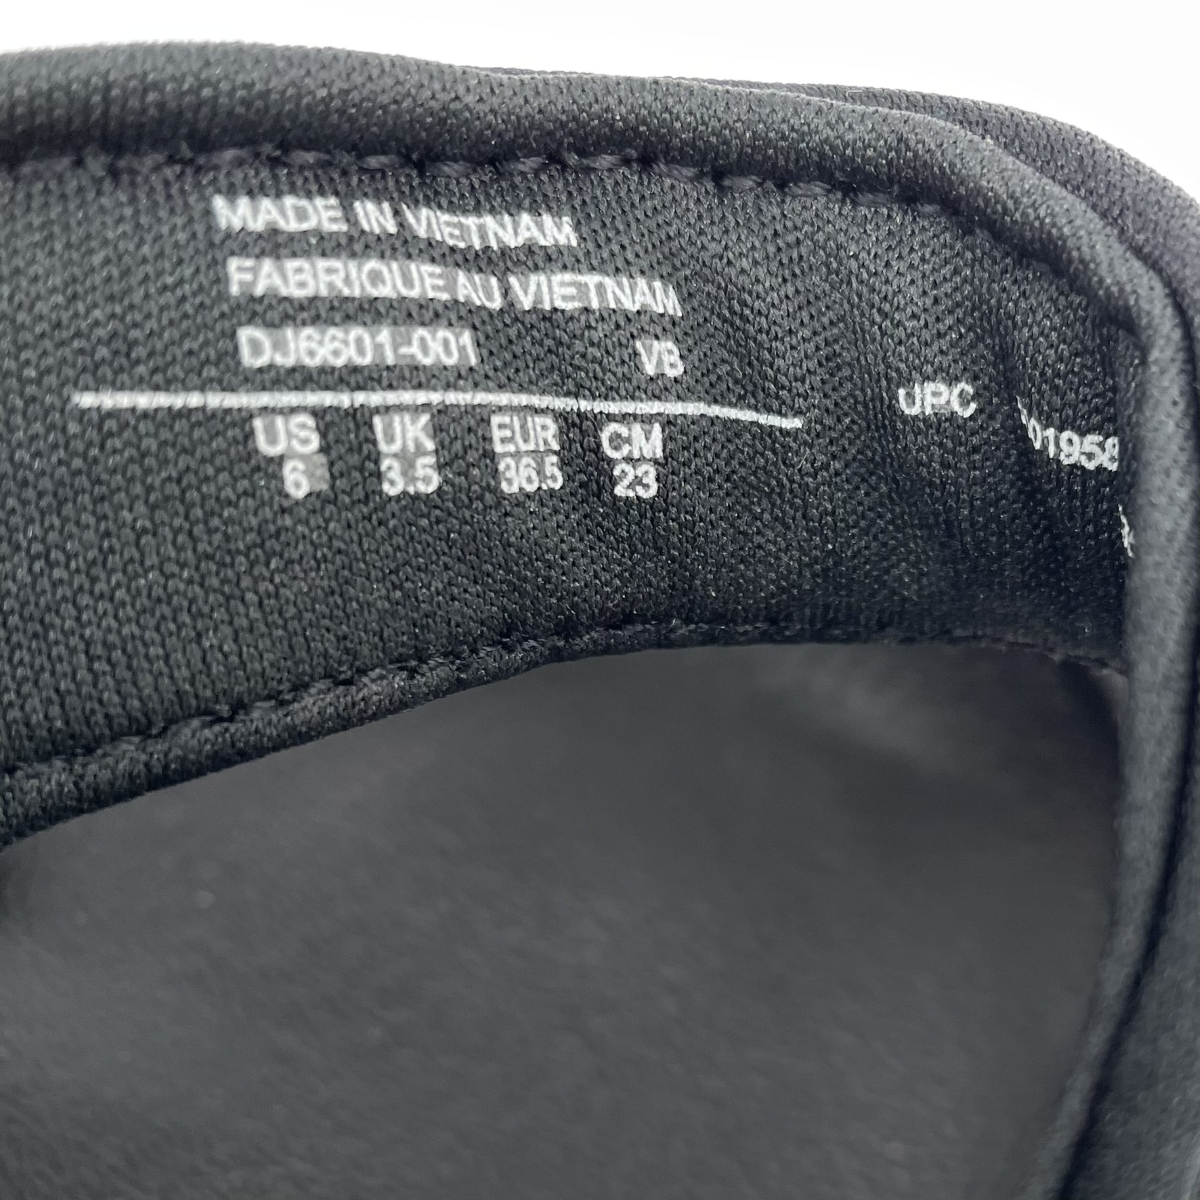 MADE IN VIETNAM
FABRIQUE AU VIETNAM
DJ6601-001 VB
US UK EUR CM
6 3.5 36.5 23
UPC